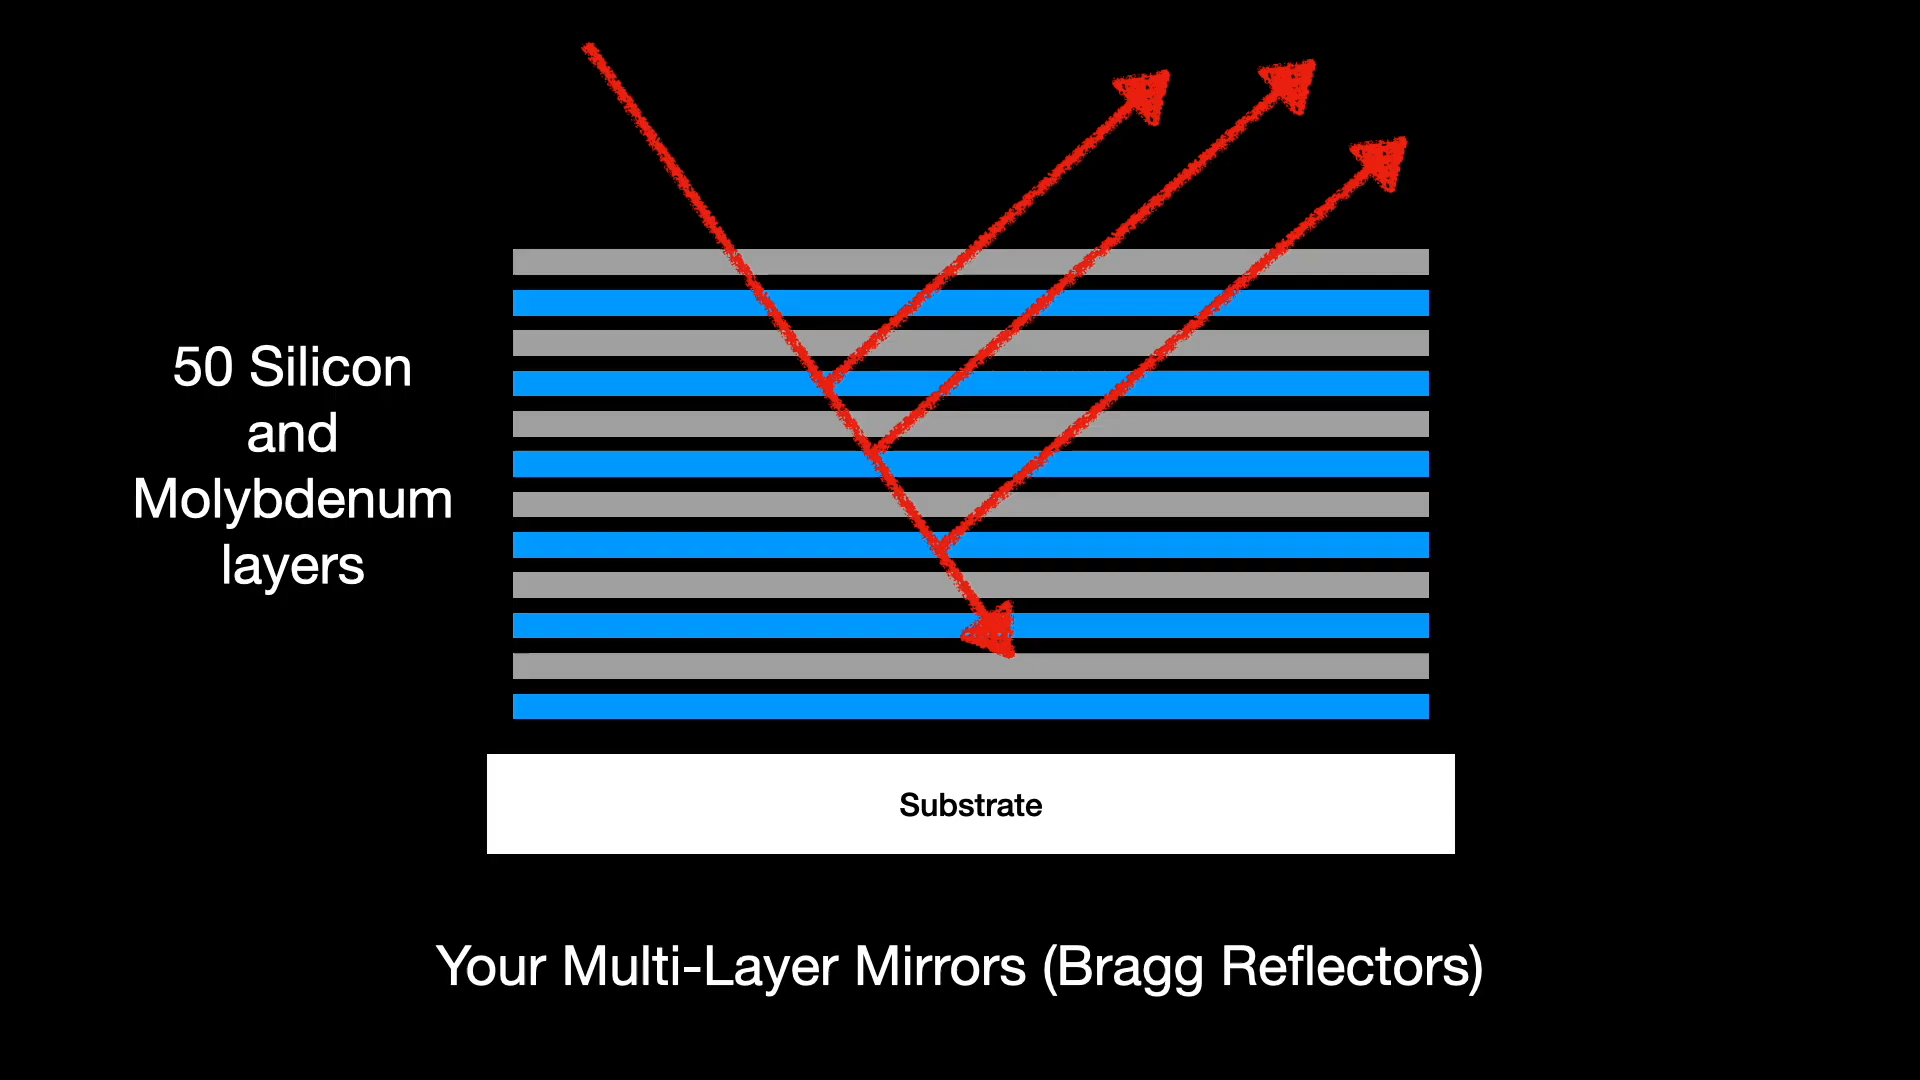 50 Silicon
and
Molybdenum
layers
Substrate
Your Multi-Layer Mirrors (Bragg Reflectors)